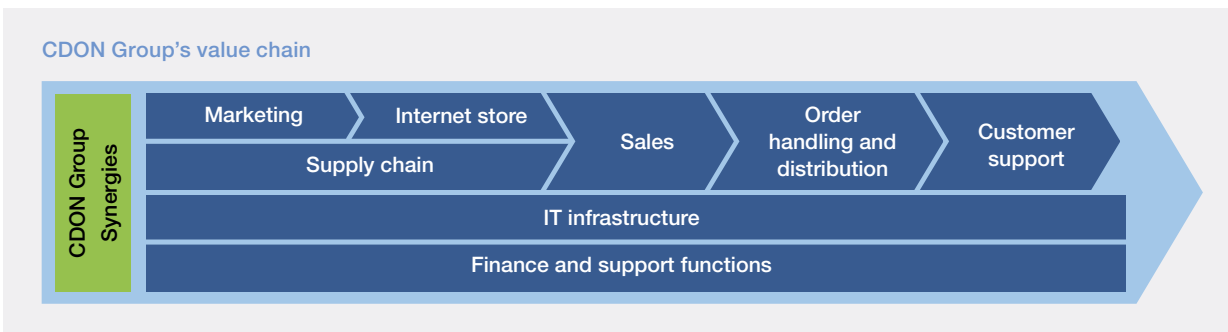 CDON Group's value chain
CDON Group
Synergies
Marketing
Internet store
Supply chain
Sales
Order
handling and
distribution
Customer
support
IT infrastructure
Finance and support functions